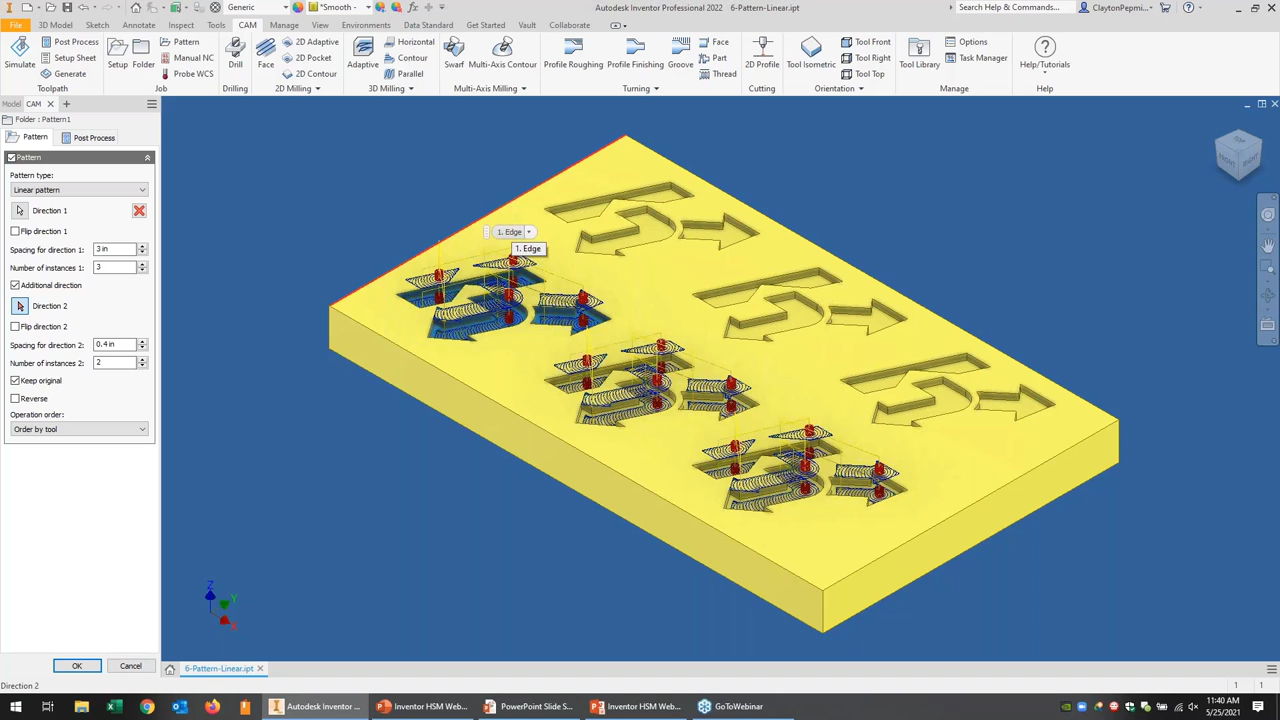 Generic
*Smooth
Autodesk Inventor Professional 2022 6-Pattern-Linear.ipt
Search Help & Commands...
ClaytonPepmi...
File 3D Model Sketch Annotate Inspect Tools CAM Manage View Environments Data Standard Get Started Vault Collaborate
Simulate
Post Process
Setup Sheet
Generate
Toolpath
Setup
Folder
Pattern
Manual NC
Probe WCS
Job
Drill
Drilling
Face
2D Adaptive
2D Pocket
2D Contour
2D Milling
Adaptive
Horizontal
Contour
Parallel
3D Milling
Swarf
Multi-Axis Contour
Multi-Axis Milling
Profile Roughing
Profile Finishing
Groove
Face
Part
Thread
Turning
2D Profile
Cutting
Tool Isometric
Tool Front
Tool Right
Tool Top
Orientation
Tool Library
Options
Task Manager
Manage
Help/Tutorials
Help
Model CAM
Folder : Pattern1
Pattern Post Process
Pattern
Pattern type:
Linear pattern
Direction 1
Flip direction 1
Spacing for direction 1: 3 in
Number of instances 1: 3
Additional direction
Direction 2
Flip direction 2
Spacing for direction 2: 0.4 in
Number of instances 2: 2
Keep original
Reverse
Operation order:
Order by tool
OK Cancel
1. Edge
1. Edge
FRONT RIGHT
Z
Y
X
6-Pattern-Linear.ipt
Direction 2
1 1
Autodesk Inventor ...
Inventor HSM Web...
PowerPoint Slide S...
Inventor HSM Web...
GoToWebinar
11:40 AM
5/25/2021